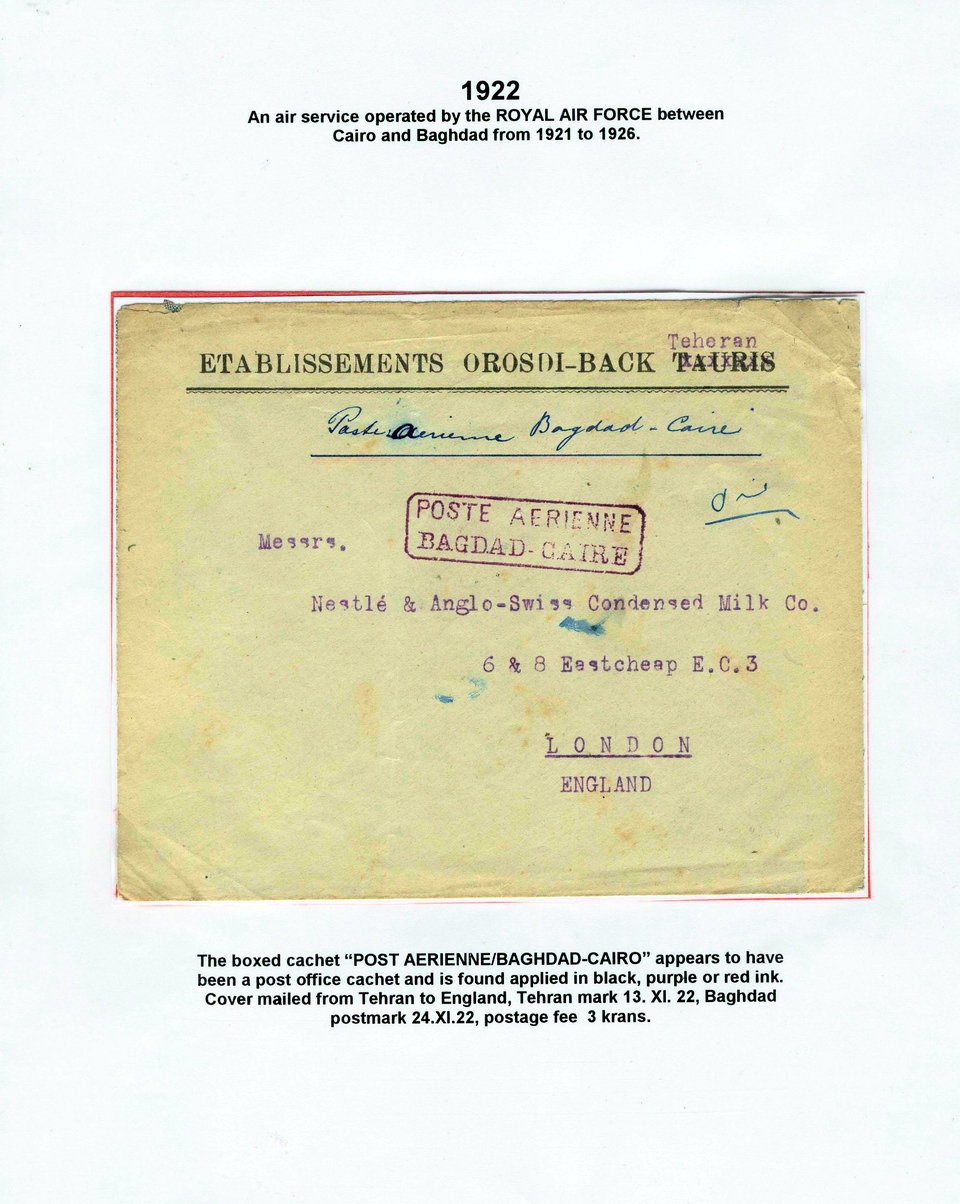 1922
An air service operated by the ROYAL AIR FORCE between
Cairo and Baghdad from 1921 to 1926.
Teheran
ETABLISSEMENTS OROSDI-BACK TAURIS
Poste aerienne Bagdad - Caire
POSTE AERIENNE
BAGDAD-CAIRE
Messrs.
Nestlé & Anglo-Swiss Condensed Milk Co.
6 & 8 Eastcheap E.C.3
LONDON
ENGLAND
The boxed cachet “POST AERIENNE/BAGHDAD-CAIRO” appears to have
been a post office cachet and is found applied in black, purple or red ink.
Cover mailed from Tehran to England, Tehran mark 13. XI. 22, Baghdad
postmark 24.XI.22, postage fee 3 krans.